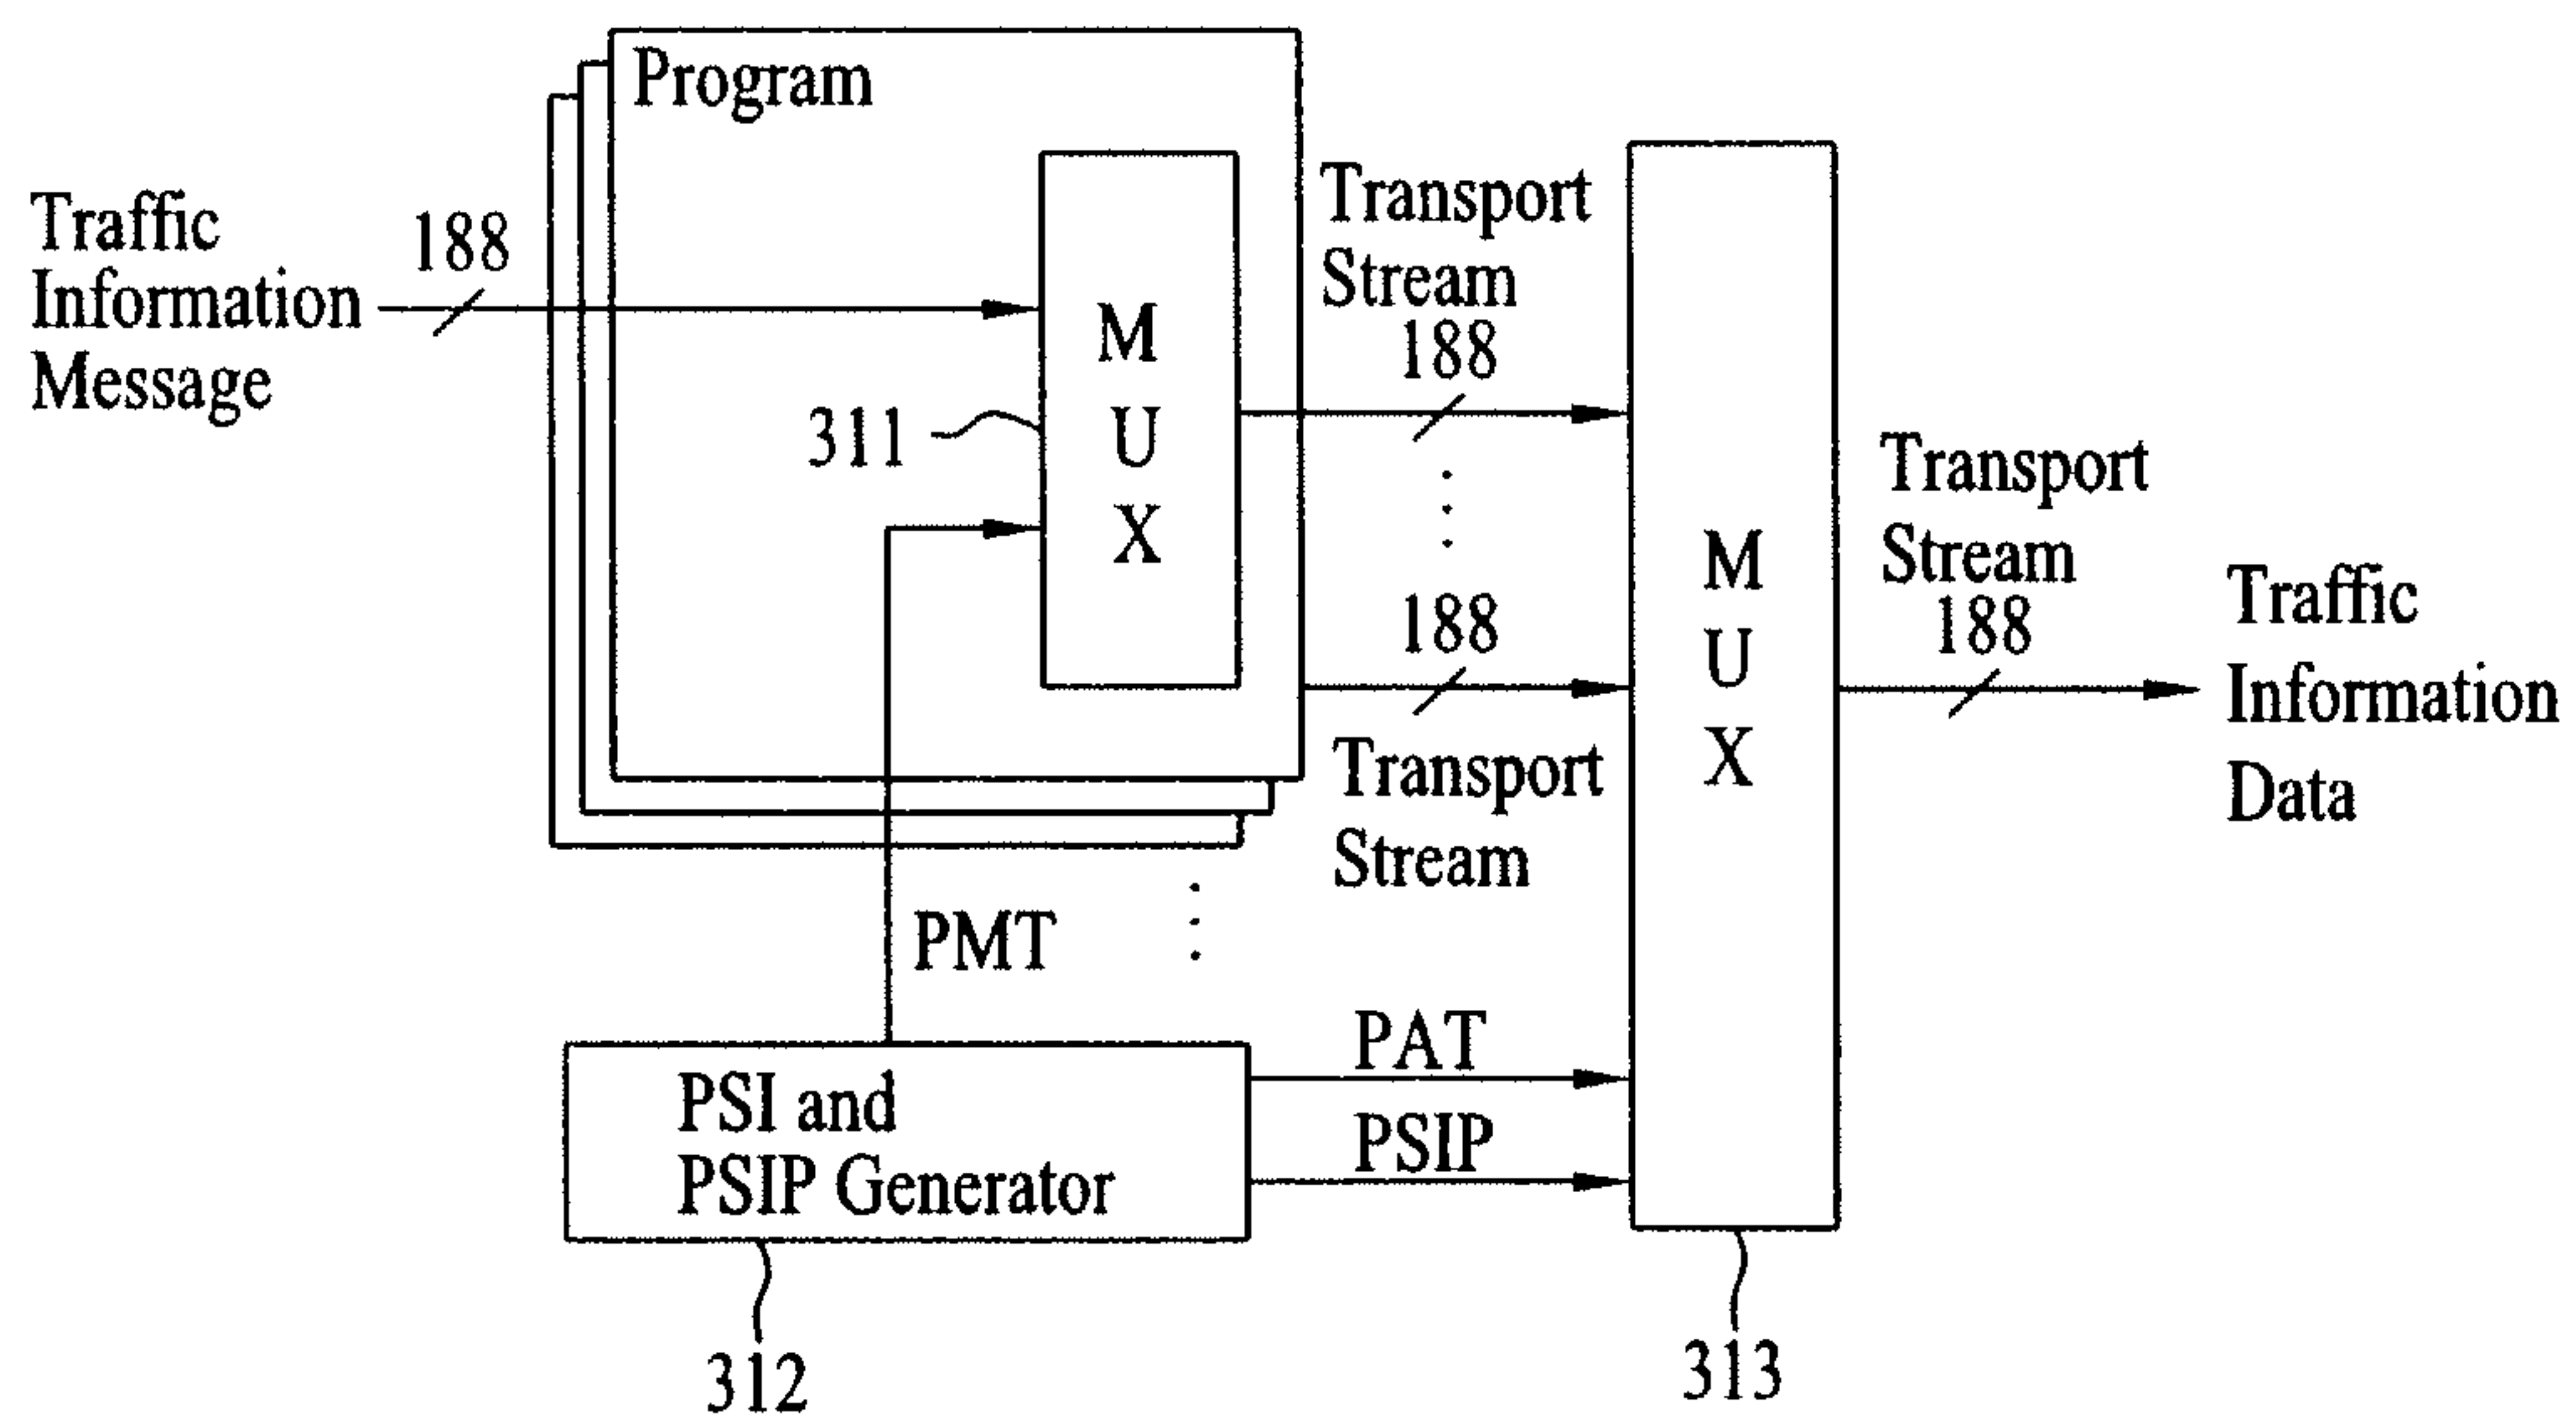 Program
Traffic
Information
Message
188
311
M
U
X
Transport
Stream
188
188
Transport
Stream
M
U
X
Transport
Stream
188
Traffic
Information
Data
PMT
PSI and
PSIP Generator
PAT
PSIP
312
313